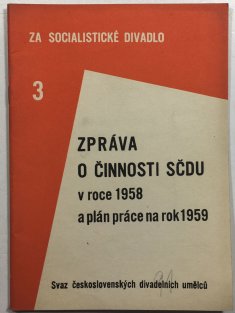 ZA SOCIALISTICKÉ DIVADLO
3
ZPRÁVA
O ČINNOSTI SČDU
v roce 1958
a plán práce na rok 1959
Svaz československých divadelních umělců